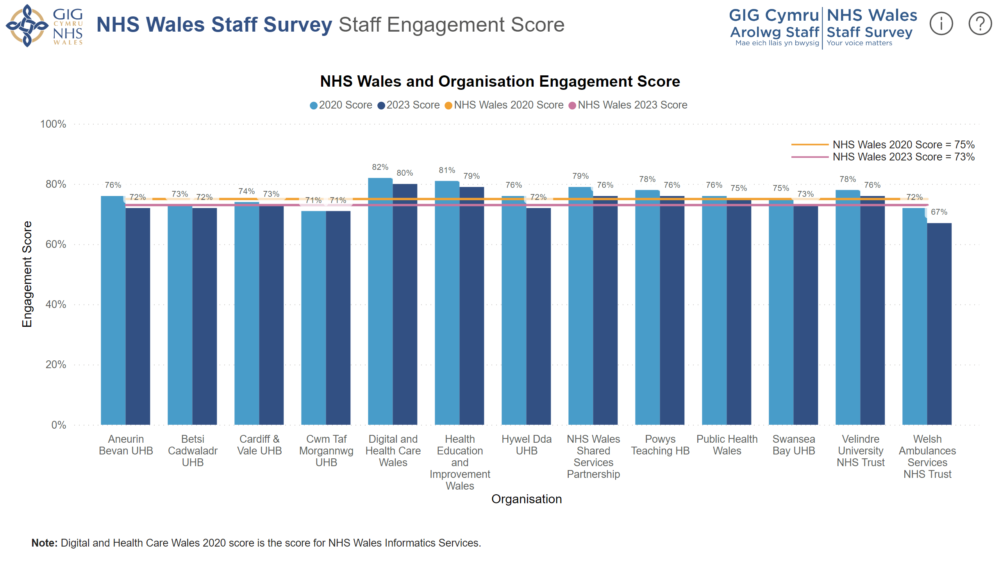 GIG
CYMRU
NHS
WALES
NHS Wales Staff Survey Staff Engagement Score
GIG Cymru NHS Wales
Arolwg Staff Staff Survey
Mae eich llais yn bwysig Your voice matters
NHS Wales and Organisation Engagement Score
2020 Score 2023 Score NHS Wales 2020 Score NHS Wales 2023 Score
NHS Wales 2020 Score = 75%
NHS Wales 2023 Score = 73%
Engagement Score
100%
80%
60%
40%
20%
0%
76% 72% 73% 72% 74% 73% 71% 71% 82% 80% 81% 79% 76% 72% 79% 76% 78% 76% 76% 75% 75% 73% 78% 76% 72% 67%
Aneurin
Bevan UHB
Betsi
Cadwaladr
UHB
Cardiff &
Vale UHB
Cwm Taf
Morgannwg
UHB
Digital and
Health Care
Wales
Health
Education
and
Improvement
Wales
Hywel Dda
UHB
NHS Wales
Shared
Services
Partnership
Powys
Teaching HB
Public Health
Wales
Swansea
Bay UHB
Velindre
University
NHS Trust
Welsh
Ambulances
Services
NHS Trust
Organisation
Note: Digital and Health Care Wales 2020 score is the score for NHS Wales Informatics Services.